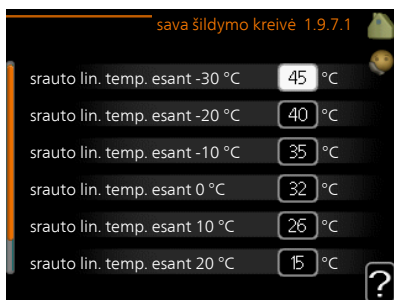 sava šildymo kreivė 1.9.7.1
srauto lin. temp. esant -30 °C 45 °C
srauto lin. temp. esant -20 °C 40 °C
srauto lin. temp. esant -10 °C 35 °C
srauto lin. temp. esant 0 °C 32 °C
srauto lin. temp. esant 10 °C 26 °C
srauto lin. temp. esant 20 °C 15 °C
?